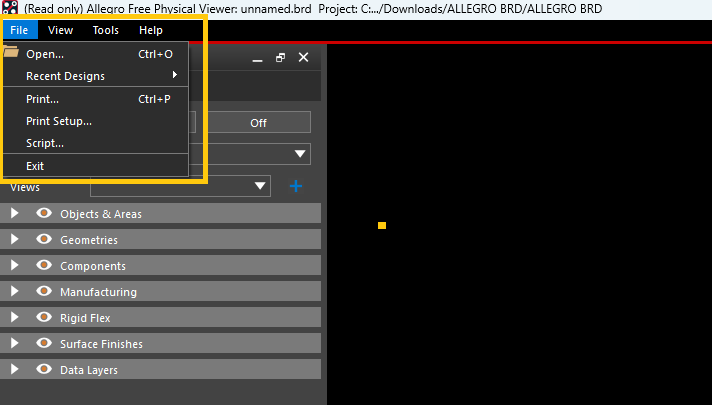 (Read only) Allegro Free Physical Viewer: unnamed.brd Project: C:.../Downloads/ALLEGRO BRD/ALLEGRO BRD
File View Tools Help
Open... Ctrl+O
Recent Designs
Print... Ctrl+P
Off
Print Setup...
Script...
Exit
Views
Objects & Areas
Geometries
Components
Manufacturing
Rigid Flex
Surface Finishes
Data Layers